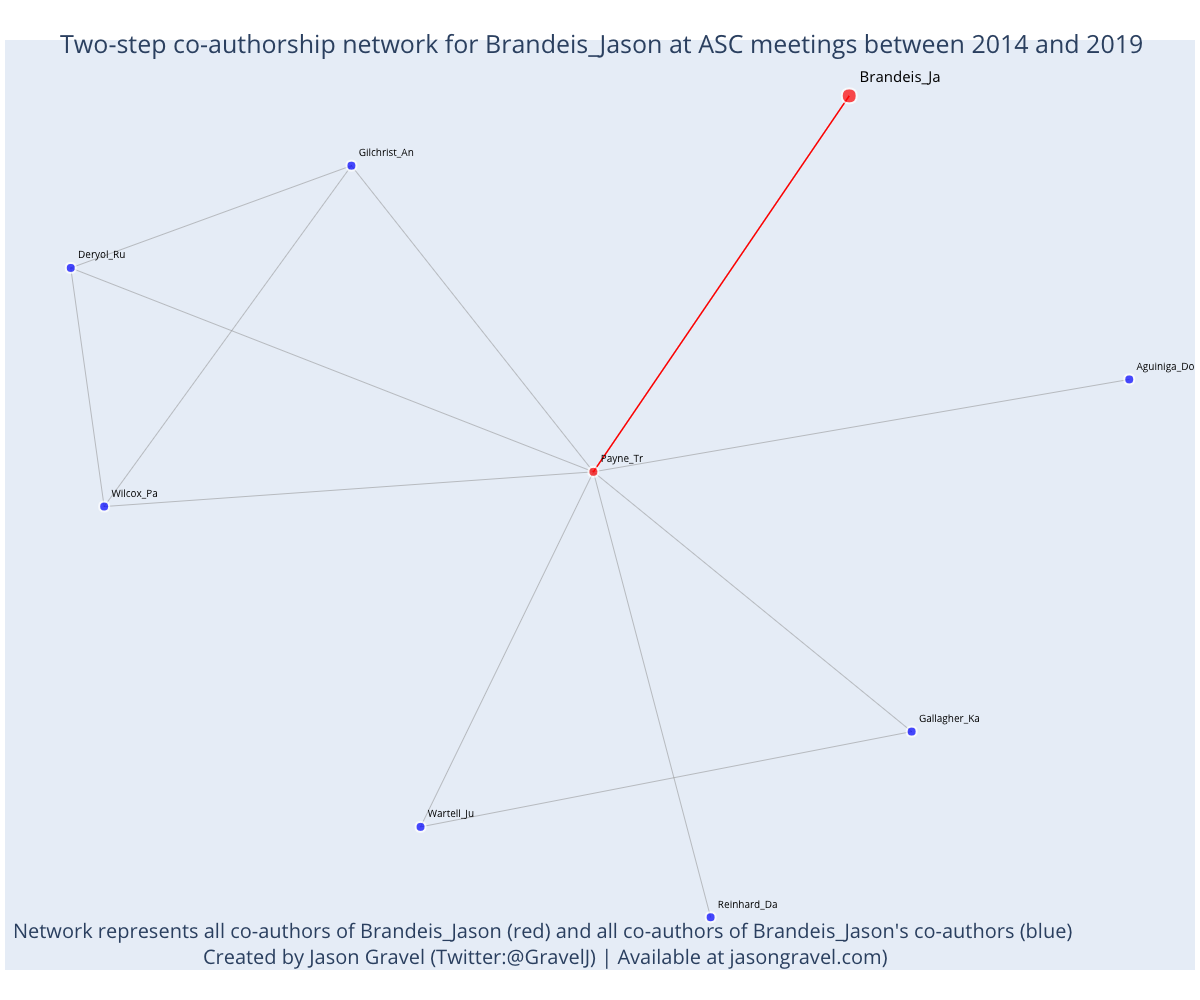 Two-step co-authorship network for Brandeis_Jason at ASC meetings between 2014 and 2019
Brandeis_Ja
Gilchrist_An
Deryol_Ru
Aguiniga_Do
Payne_Tr
Wilcox_Pa
Gallagher_Ka
Wartell_Ju
Reinhard_Da
Network represents all co-authors of Brandeis_Jason (red) and all co-authors of Brandeis_Jason's co-authors (blue)
Created by Jason Gravel (Twitter:@GravelJ) | Available at jasongravel.com)